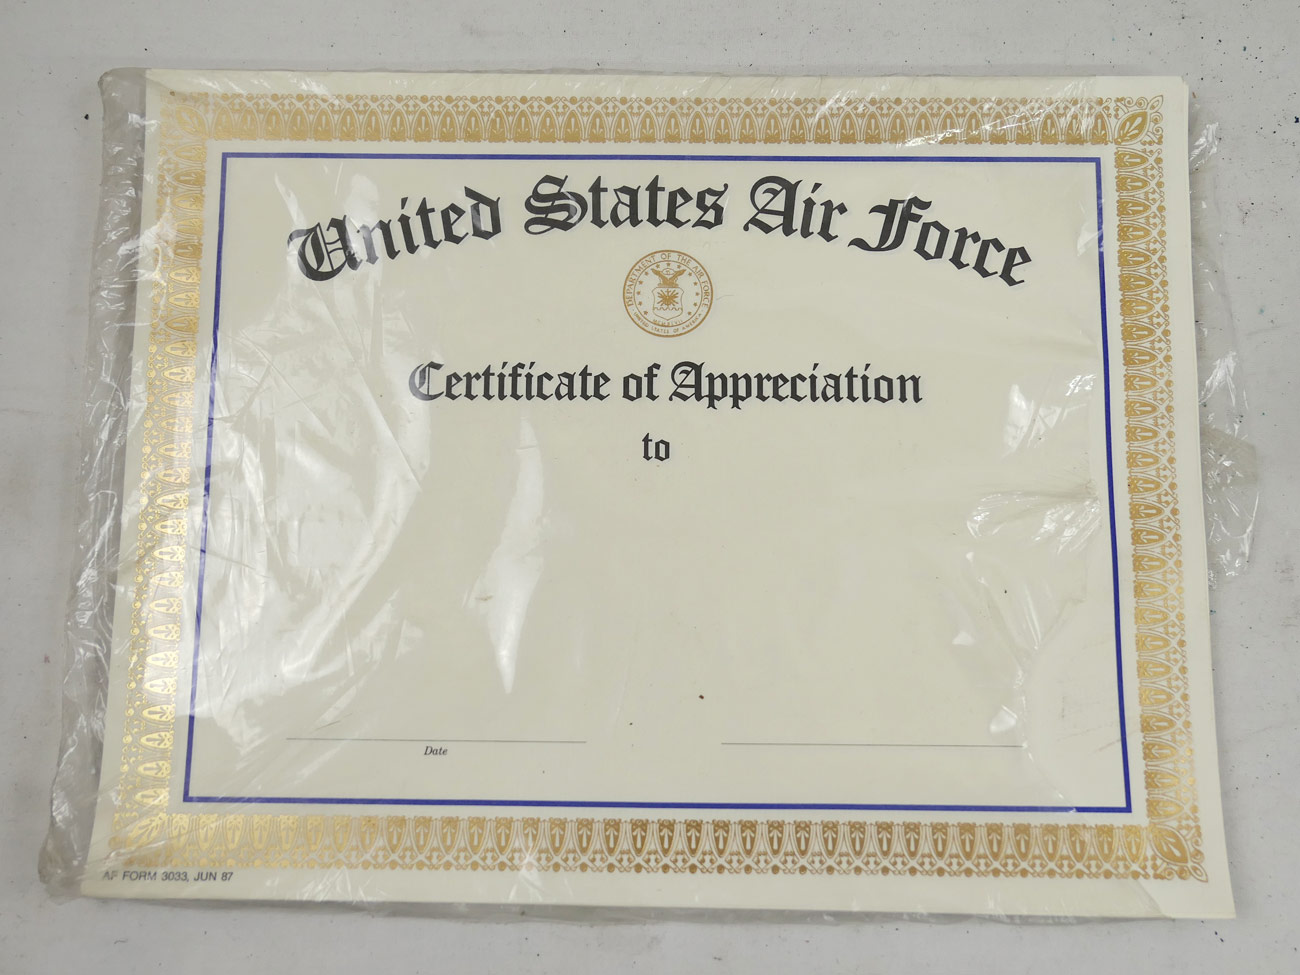 United States Air Force
DEPARTMENT OF THE AIR FORCE
UNITED STATES OF AMERICA
Certificate of Appreciation
to
Date
AF FORM 3033, JUN 87